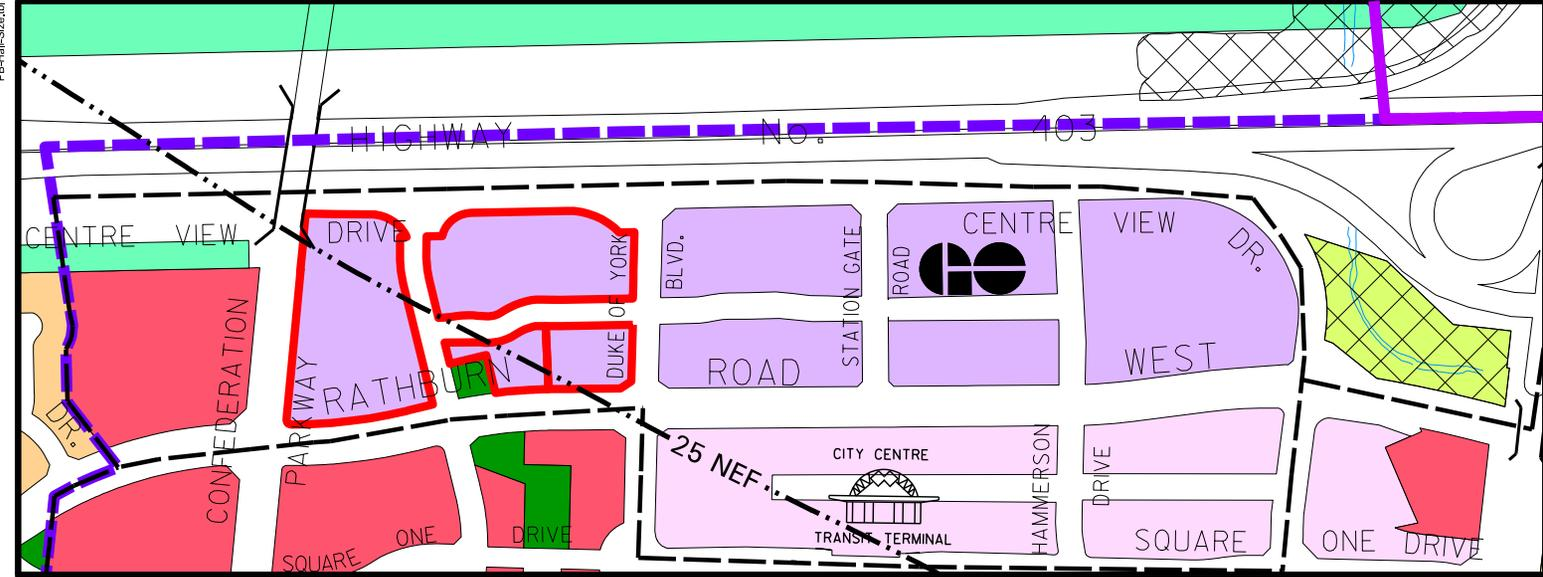 HIGHWAY No. 403
CENTRE VIEW DRIVE
CENTRE VIEW DR.
DUKE OF YORK BLVD.
STATION GATE ROAD
GO
CONFEDERATION PARKWAY
RATHBURN ROAD WEST
DR.
25 NEF
CITY CENTRE
TRANSIT TERMINAL
HAMMERSON DRIVE
SQUARE ONE DRIVE
SQUARE ONE DRIVE